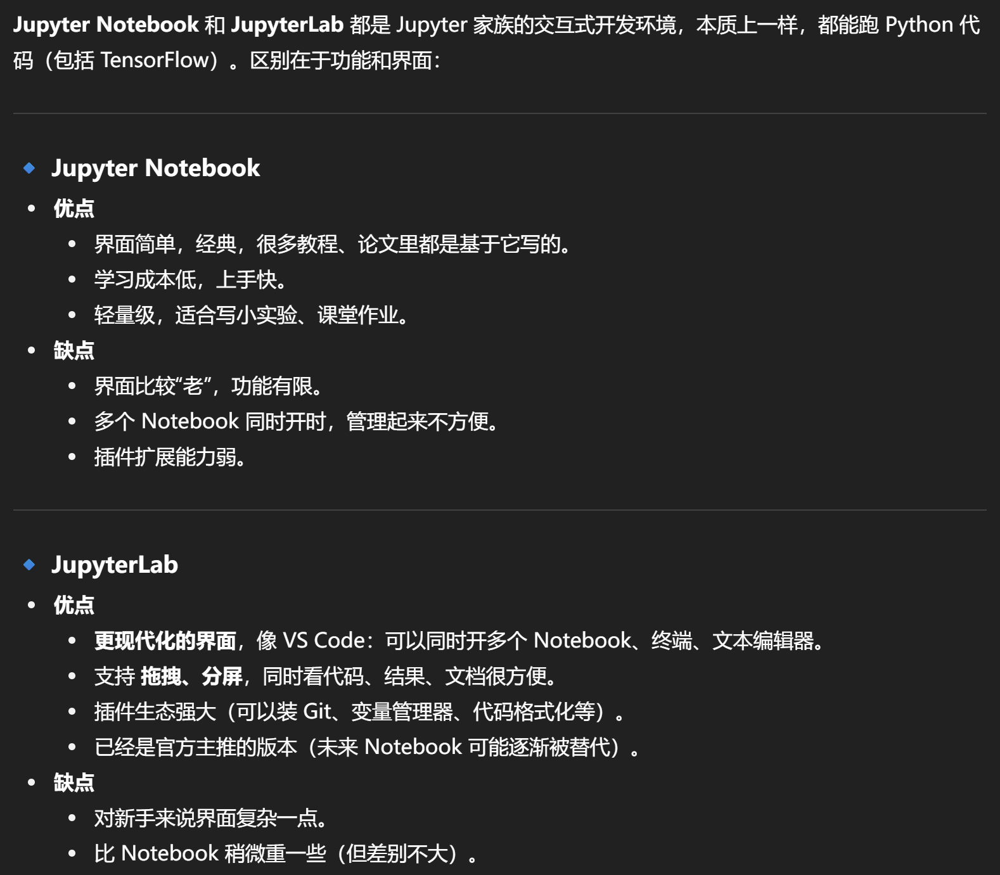 Jupyter Notebook 和 JupyterLab 都是 Jupyter 家族的交互式开发环境，本质上一样，都能跑 Python 代
码（包括 TensorFlow）。区别在于功能和界面：
Jupyter Notebook
优点
界面简单，经典，很多教程、论文里都是基于它写的。
学习成本低，上手快。
轻量级，适合写小实验、课堂作业。
缺点
界面比较“老”，功能有限。
多个 Notebook 同时开时，管理起来不方便。
插件扩展能力弱。
JupyterLab
优点
更现代化的界面，像 VS Code：可以同时开多个 Notebook、终端、文本编辑器。
支持 拖拽、分屏，同时看代码、结果、文档很方便。
插件生态强大（可以装 Git、变量管理器、代码格式化等）。
已经是官方主推的版本（未来 Notebook 可能逐渐被替代）。
缺点
对新手来说界面复杂一点。
比 Notebook 稍微重一些（但差别不大）。